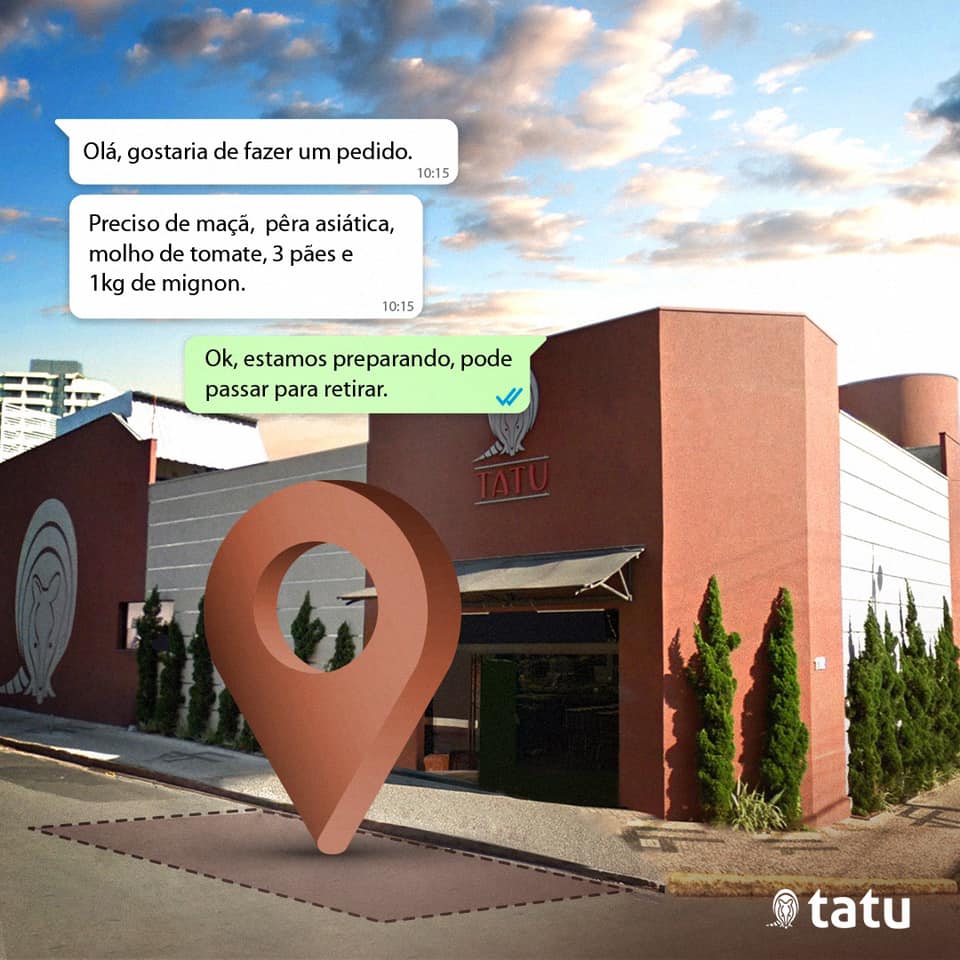 Olá, gostaria de fazer um pedido.
10:15
Preciso de maçã, pêra asiática,
molho de tomate, 3 pães e
1kg de mignon.
10:15
Ok, estamos preparando, pode
passar para retirar.
TATU
tatu